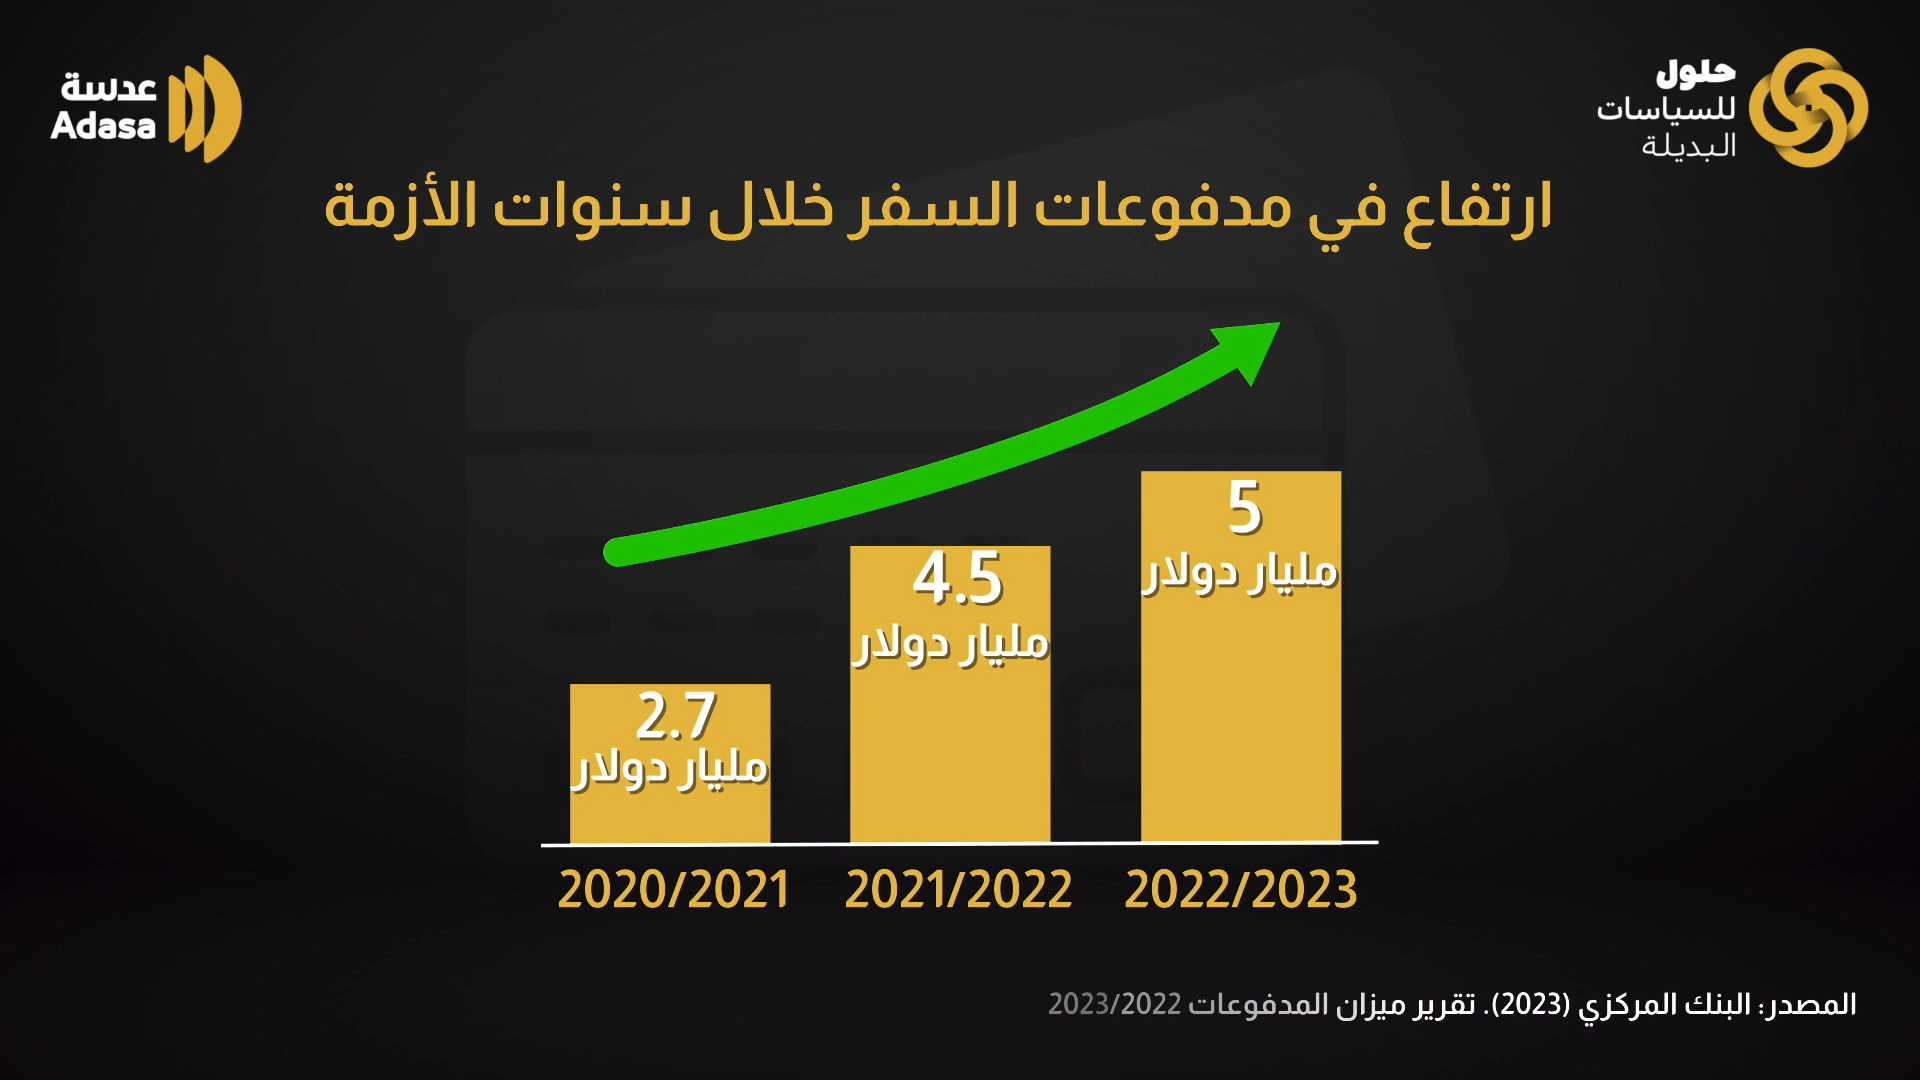 حلول
للسياسات
البديلة
عدسة
Adasa
ارتفاع في مدفوعات السفر خلال سنوات الأزمة
2.7
مليار دولار
4.5
مليار دولار
5
مليار دولار
2020/2021
2021/2022
2022/2023
المصدر: البنك المركزي (2023). تقرير ميزان المدفوعات 2023/2022